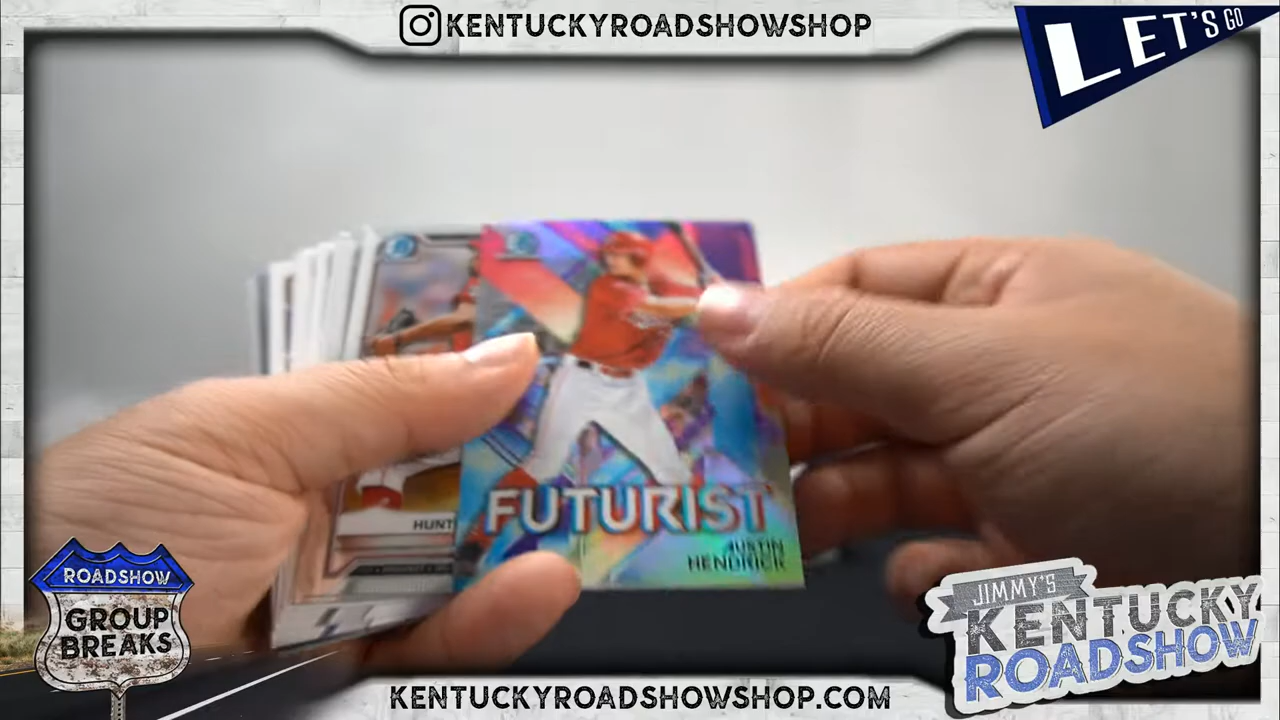 KENTUCKYROADSHOWSHOP
LET'S GO
FUTURIST
AUSTIN
HENDRICK
HUNT
ROADSHOW
GROUP
BREAKS
JIMMY'S
KENTUCKY
ROADSHOW
KENTUCKYROADSHOWSHOP.COM